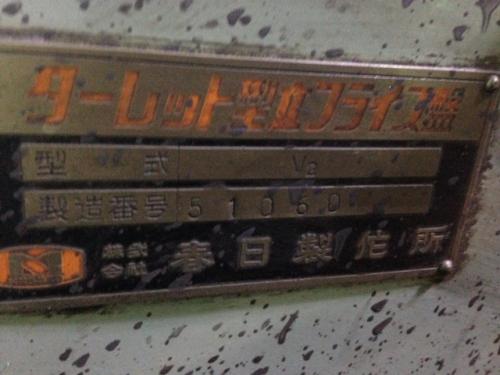 ターレット型立フライス盤
型式 V2
製造番号 51060
株式会社 春日製作所